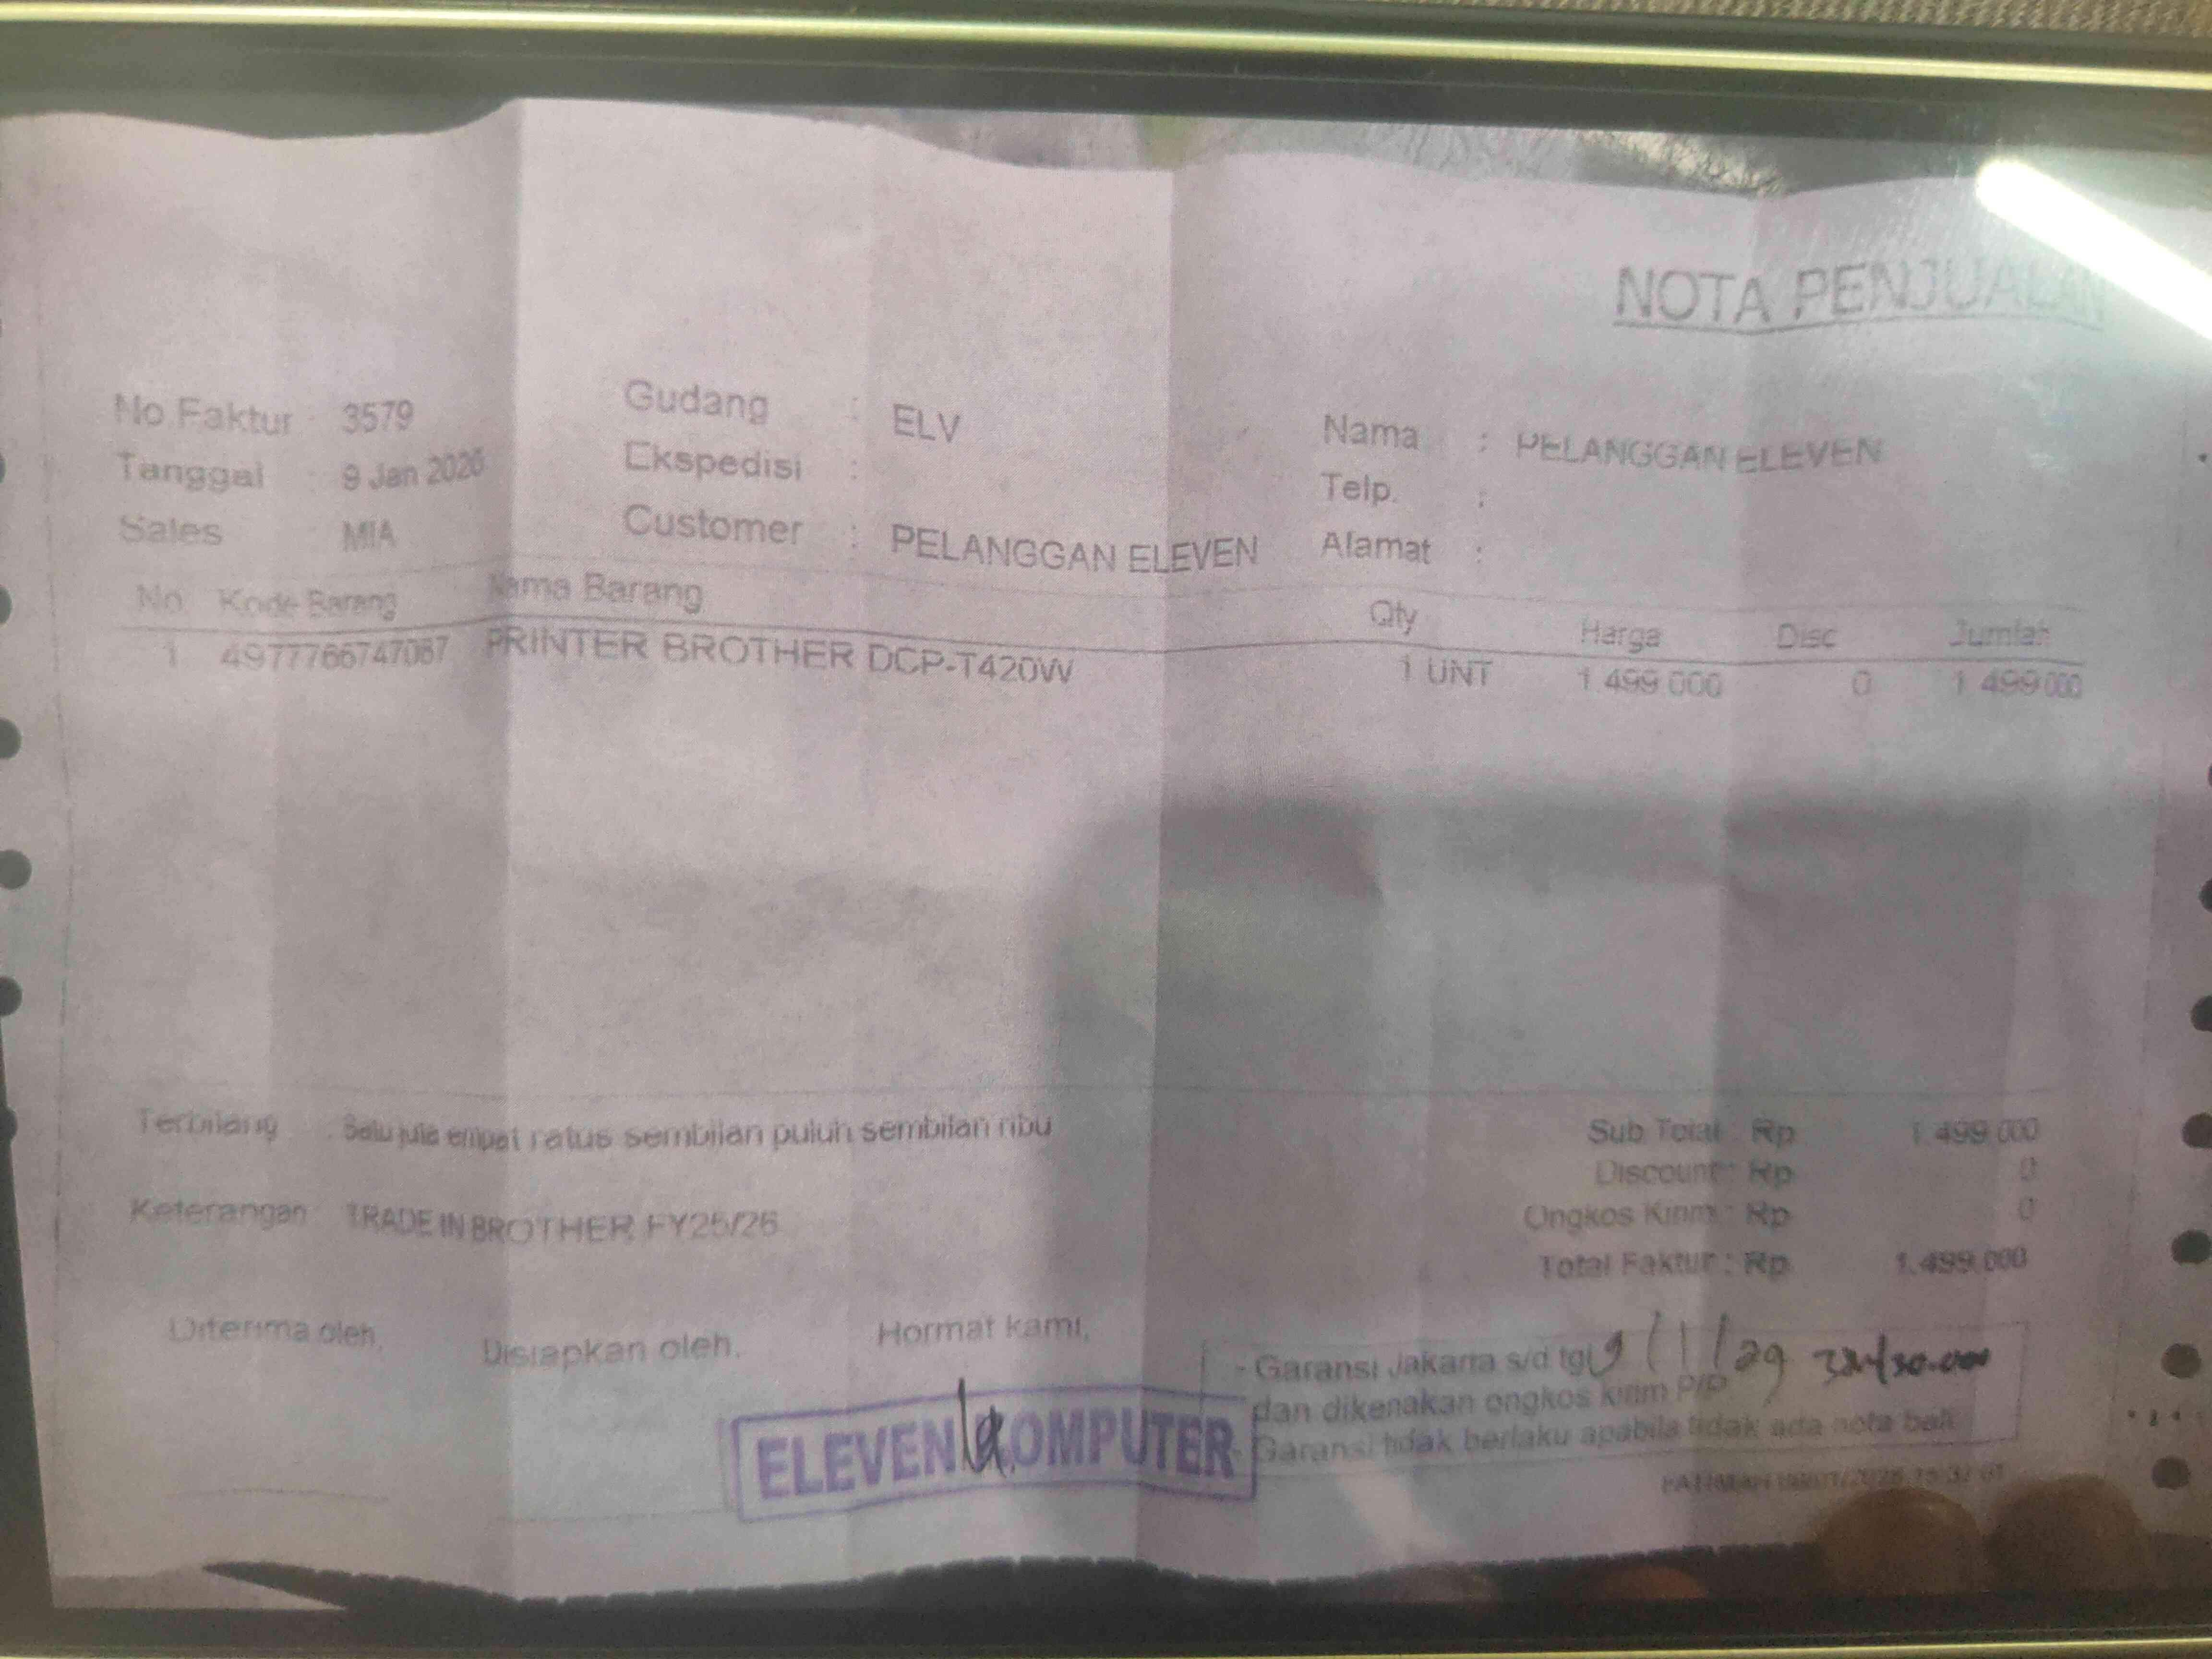 NOTA PENJUALAN
No Faktur : 3579
Tanggal : 9 Jan 2026
Sales : MIA
Gudang : ELV
Ekspedisi :
Customer : PELANGGAN ELEVEN
Nama : PELANGGAN ELEVEN
Telp. :
Alamat :
No Kode Barang Nama Barang Qty Harga Disc Jumlah
1 4977766747067 PRINTER BROTHER DCP-T420W 1 UNT 1.499.000 0 1.499.000
Terbilang : Satu juta empat ratus sembilan puluh sembilan ribu
Keterangan : TRADE IN BROTHER FY25/26
Sub Total : Rp 1.499.000
Discount : Rp 0
Ongkos Kirim : Rp 0
Total Faktur : Rp 1.499.000
Diterima oleh,
Disiapkan oleh,
Hormat kami,
ELEVEN KOMPUTER
- Garansi Jakarta s/d tgl 9/1/29
dan dikenakan ongkos kirim P/P
- Garansi tidak berlaku apabila tidak ada nota beli
FATIMAH